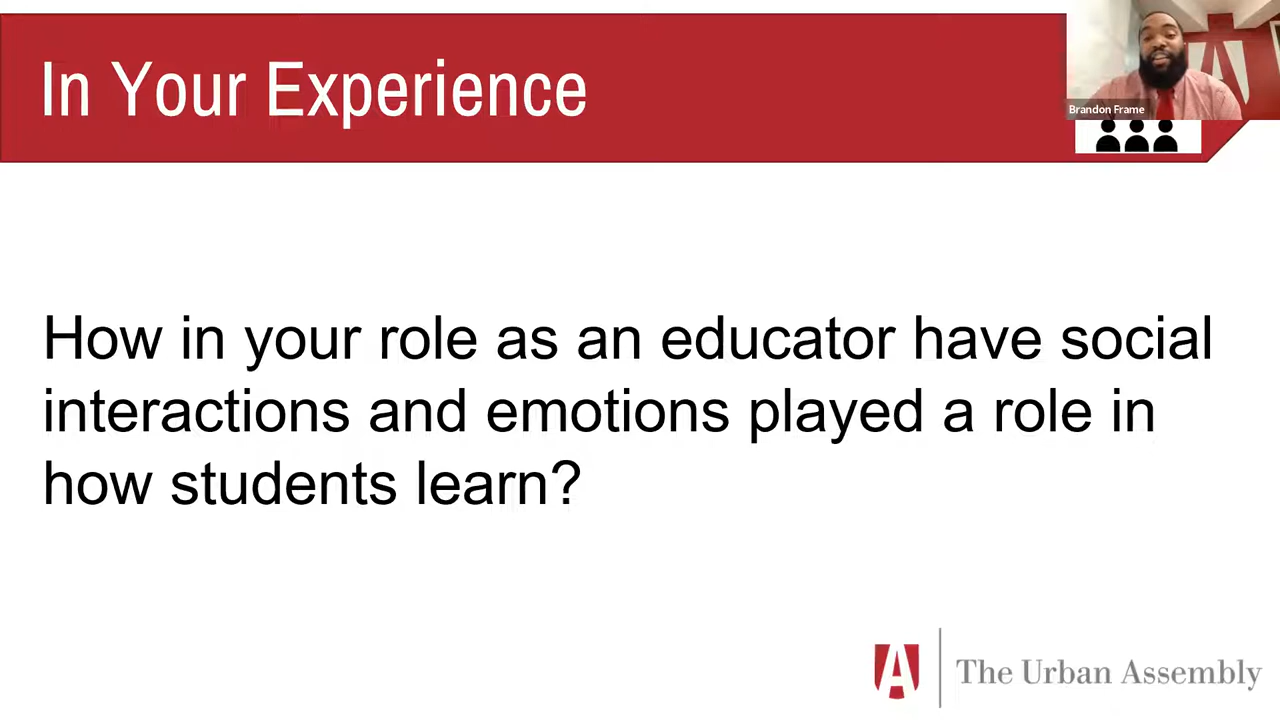 In Your Experience
Brandon Frame
How in your role as an educator have social
interactions and emotions played a role in
how students learn?
A
The Urban Assembly